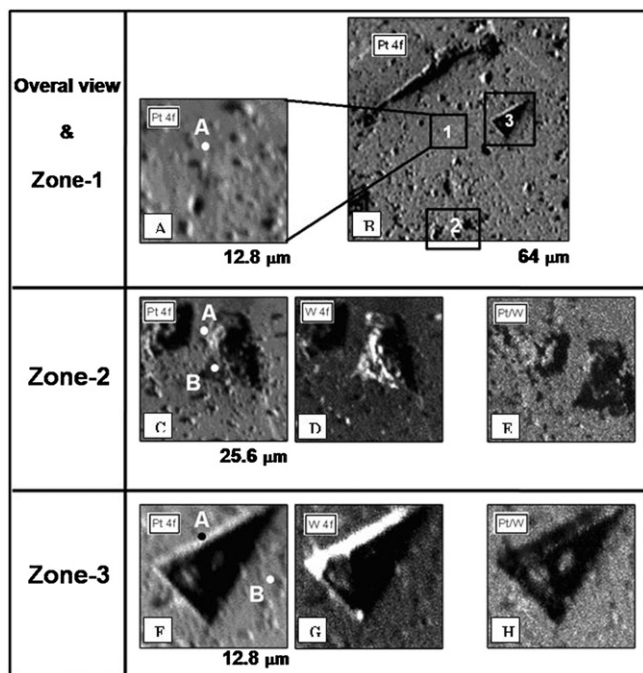 Overal view
&
Zone-1
Pt 4f
A
A
12.8 μm
Pt 4f
1
3
2
B
64 μm
Zone-2
Pt 4f
A
B
C
25.6 μm
W 4f
D
Pt/W
E
Zone-3
Pt 4f
A
B
F
12.8 μm
W 4f
G
Pt/W
H